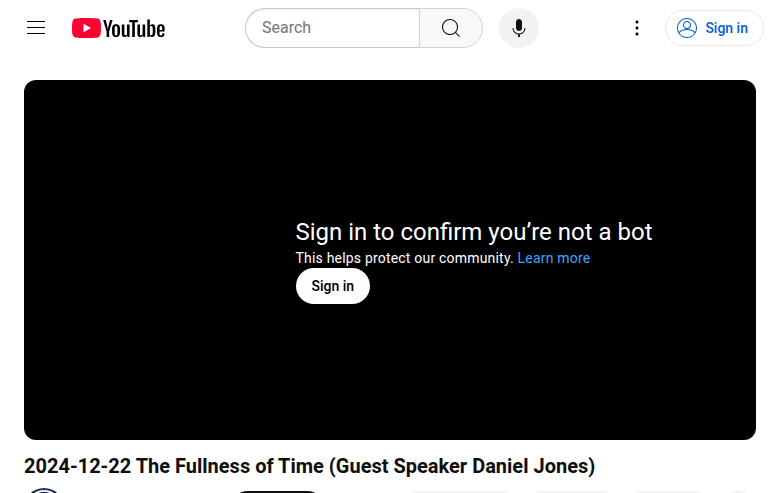 YouTube
Search
Sign in
Sign in to confirm you’re not a bot
This helps protect our community. Learn more
Sign in
2024-12-22 The Fullness of Time (Guest Speaker Daniel Jones)